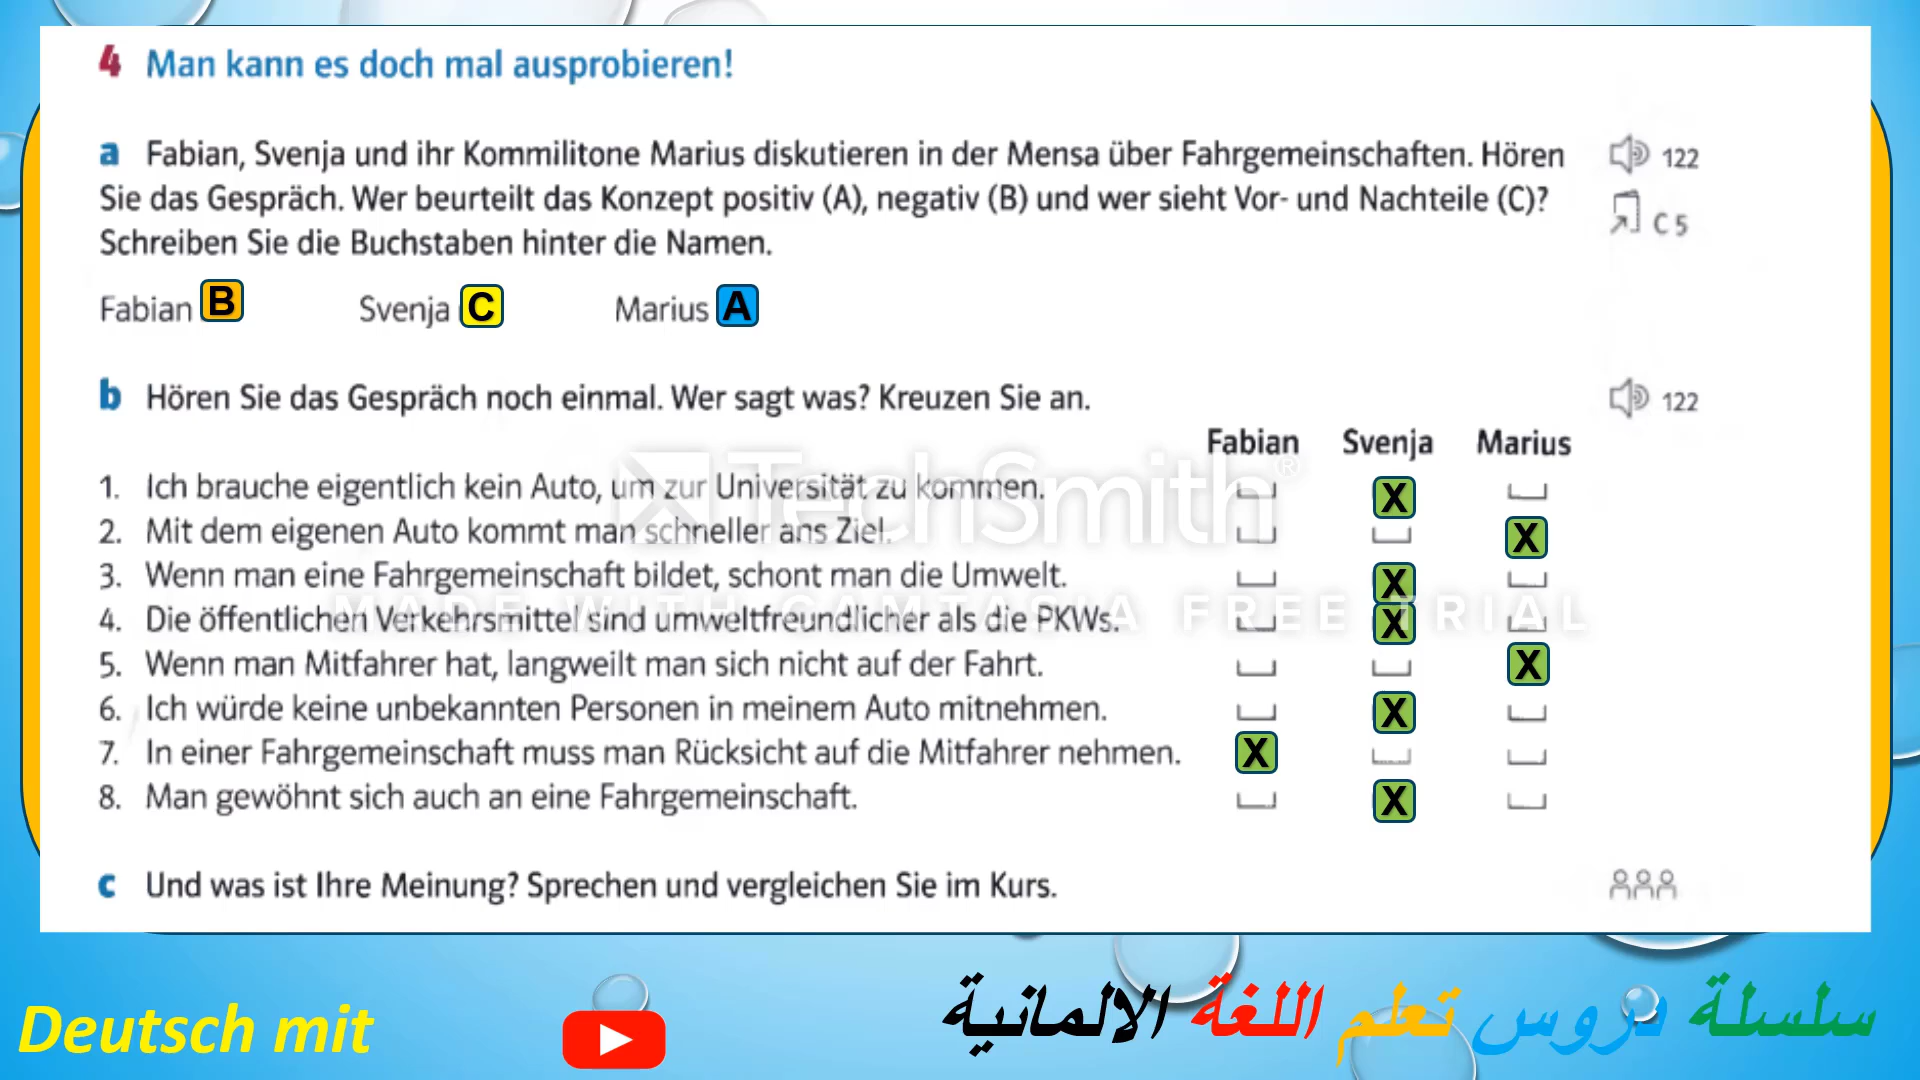 4 Man kann es doch mal ausprobieren!
a Fabian, Svenja und ihr Kommilitone Marius diskutieren in der Mensa über Fahrgemeinschaften. Hören 122
Sie das Gespräch. Wer beurteilt das Konzept positiv (A), negativ (B) und wer sieht Vor- und Nachteile (C)? C 5
Schreiben Sie die Buchstaben hinter die Namen.
Fabian B Svenja C Marius A
b Hören Sie das Gespräch noch einmal. Wer sagt was? Kreuzen Sie an. 122
Fabian Svenja Marius
1. Ich brauche eigentlich kein Auto, um zur Universität zu kommen. X
2. Mit dem eigenen Auto kommt man schneller ans Ziel. X
3. Wenn man eine Fahrgemeinschaft bildet, schont man die Umwelt. X
4. Die öffentlichen Verkehrsmittel sind umweltfreundlicher als die PKWs. X
5. Wenn man Mitfahrer hat, langweilt man sich nicht auf der Fahrt. X
6. Ich würde keine unbekannten Personen in meinem Auto mitnehmen. X
7. In einer Fahrgemeinschaft muss man Rücksicht auf die Mitfahrer nehmen. X
8. Man gewöhnt sich auch an eine Fahrgemeinschaft. X
c Und was ist Ihre Meinung? Sprechen und vergleichen Sie im Kurs.
TechSmith®
MADE WITH CAMTASIA FREE TRIAL
Deutsch mit
سلسلة دروس تعلم اللغة الالمانية